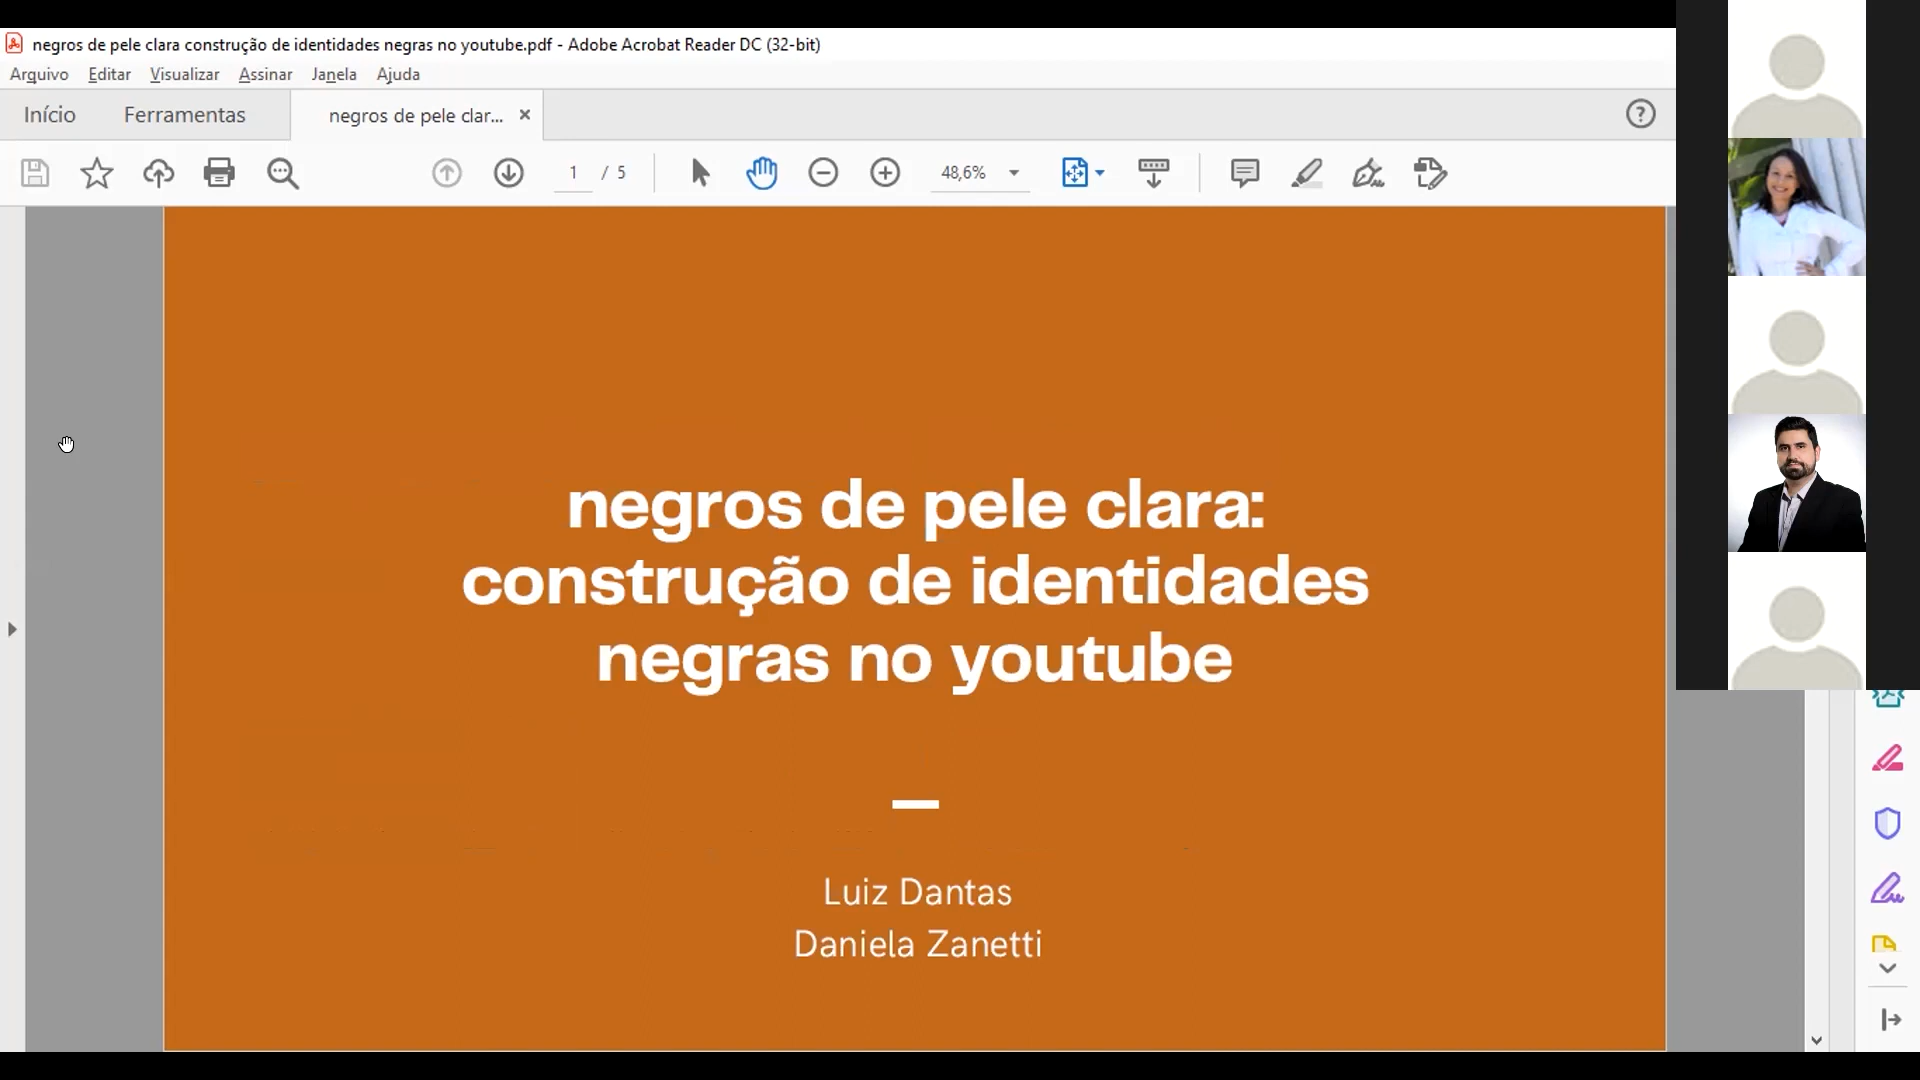 negros de pele clara construção de identidades negras no youtube.pdf - Adobe Acrobat Reader DC (32-bit)
Arquivo Editar Visualizar Assinar Janela Ajuda
Início Ferramentas negros de pele clar... ×
1 / 5 48,6%
negros de pele clara:
construção de identidades
negras no youtube
Luiz Dantas
Daniela Zanetti